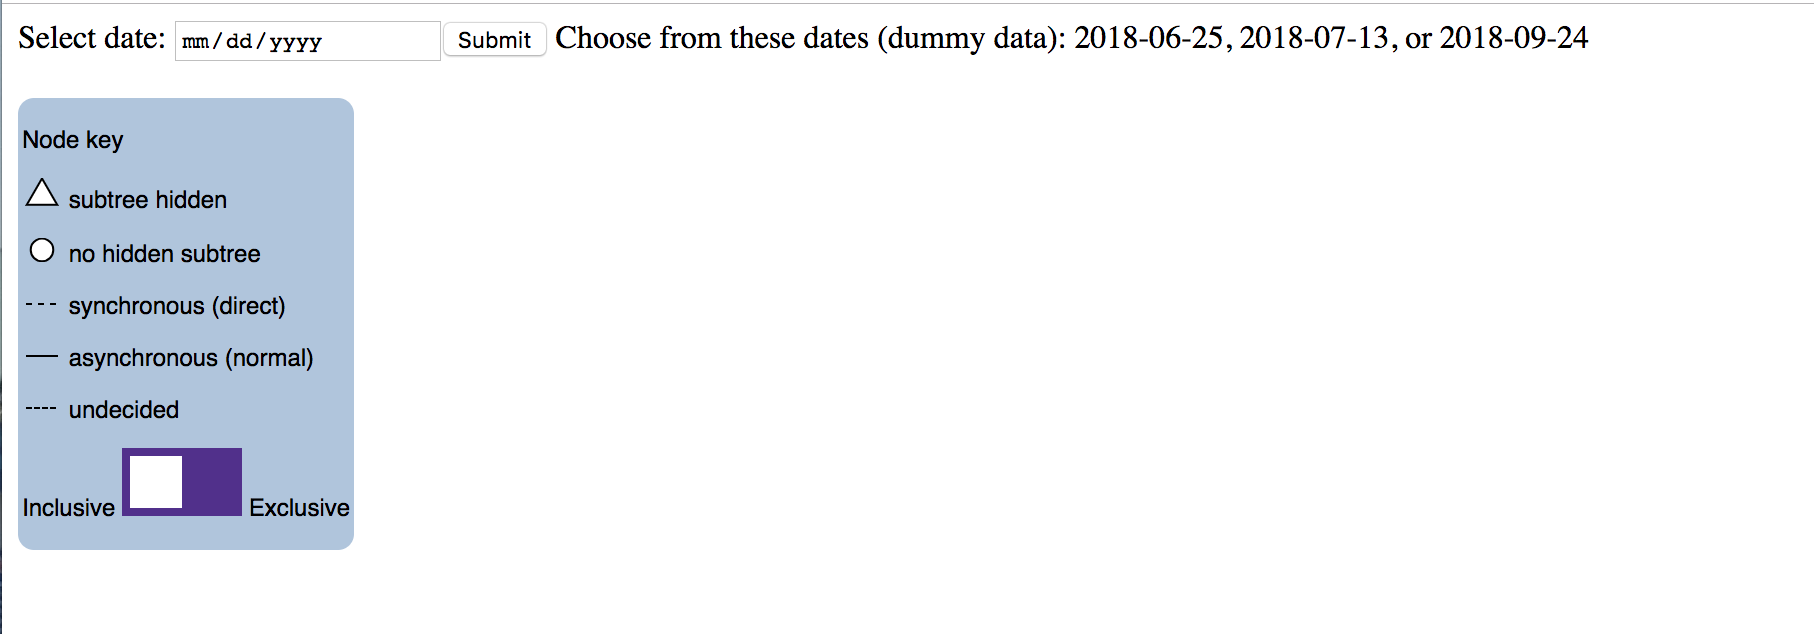 Select date: mm/dd/yyyy Submit Choose from these dates (dummy data): 2018-06-25, 2018-07-13, or 2018-09-24
Node key
subtree hidden
no hidden subtree
synchronous (direct)
asynchronous (normal)
undecided
Inclusive Exclusive